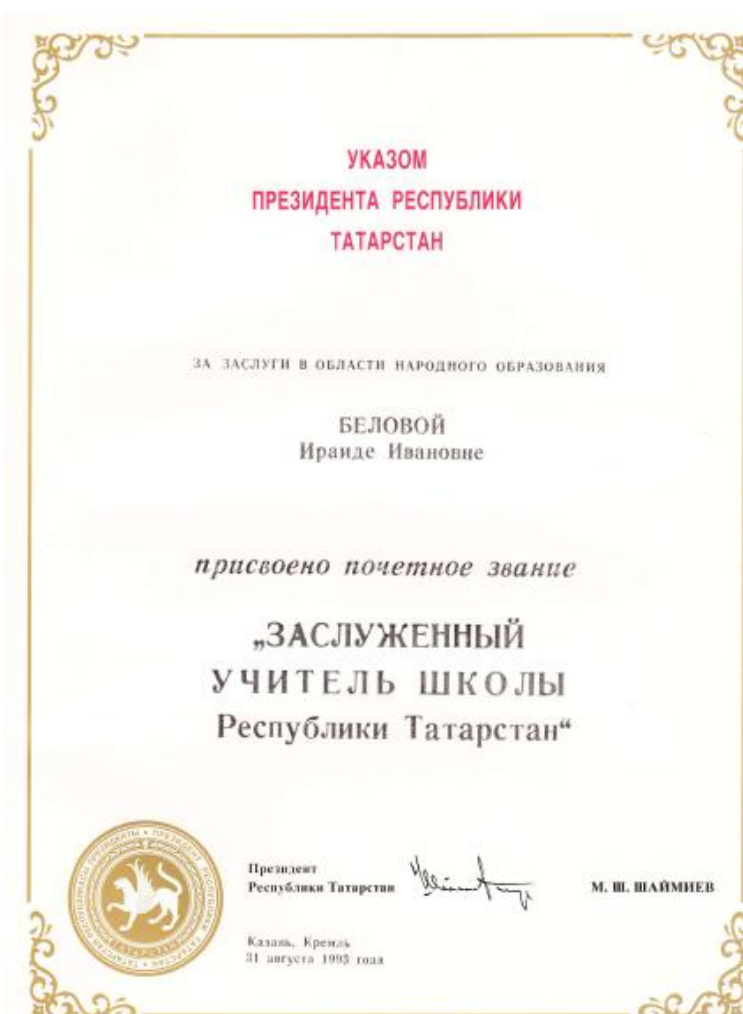 УКАЗОМ
ПРЕЗИДЕНТА РЕСПУБЛИКИ
ТАТАРСТАН
ЗА ЗАСЛУГИ В ОБЛАСТИ НАРОДНОГО ОБРАЗОВАНИЯ
БЕЛОВОЙ
Ираиде Ивановне
присвоено почетное звание
„ЗАСЛУЖЕННЫЙ
УЧИТЕЛЬ ШКОЛЫ
Республики Татарстан“
Президент
Республики Татарстан
М. Ш. ШАЙМИЕВ
Казань, Кремль
31 августа 1993 года
ТАТАРСТАН